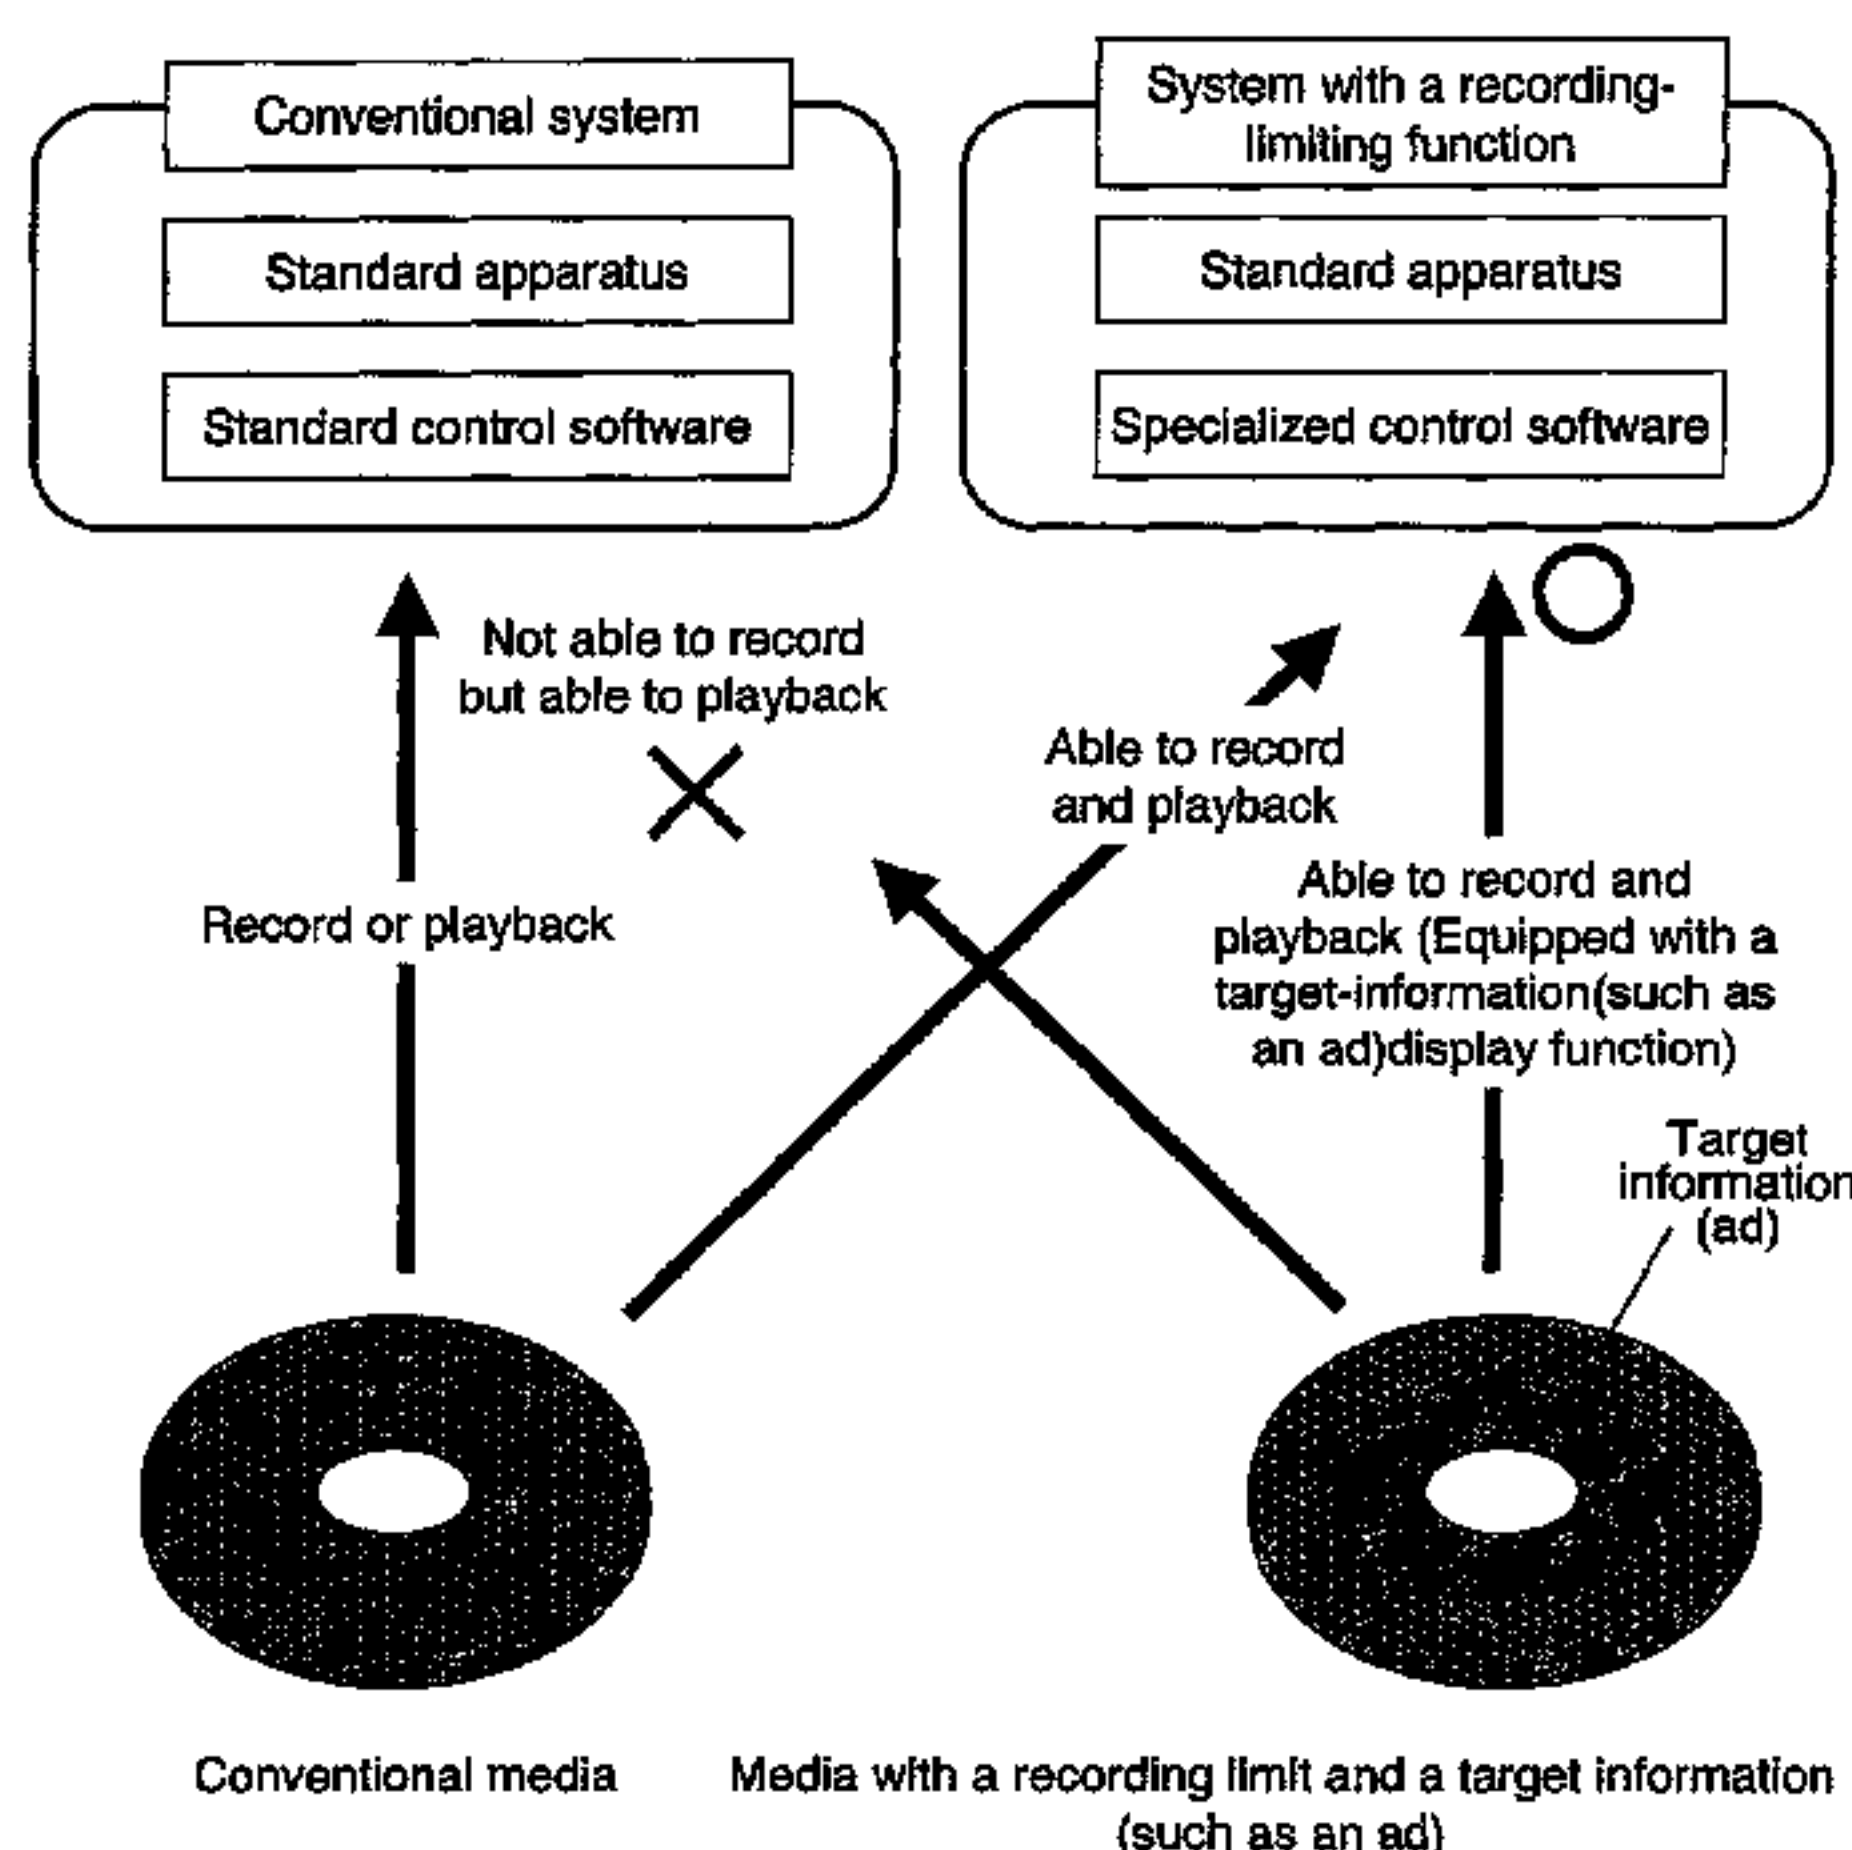 Conventional system
Standard apparatus
Standard control software
System with a recording-
limiting function
Standard apparatus
Specialized control software
Not able to record
but able to playback
Able to record
and playback
Record or playback
Able to record and
playback (Equipped with a
target-information(such as
an ad)display function)
Target
information
(ad)
Conventional media
Media with a recording limit and a target information
(such as an ad)